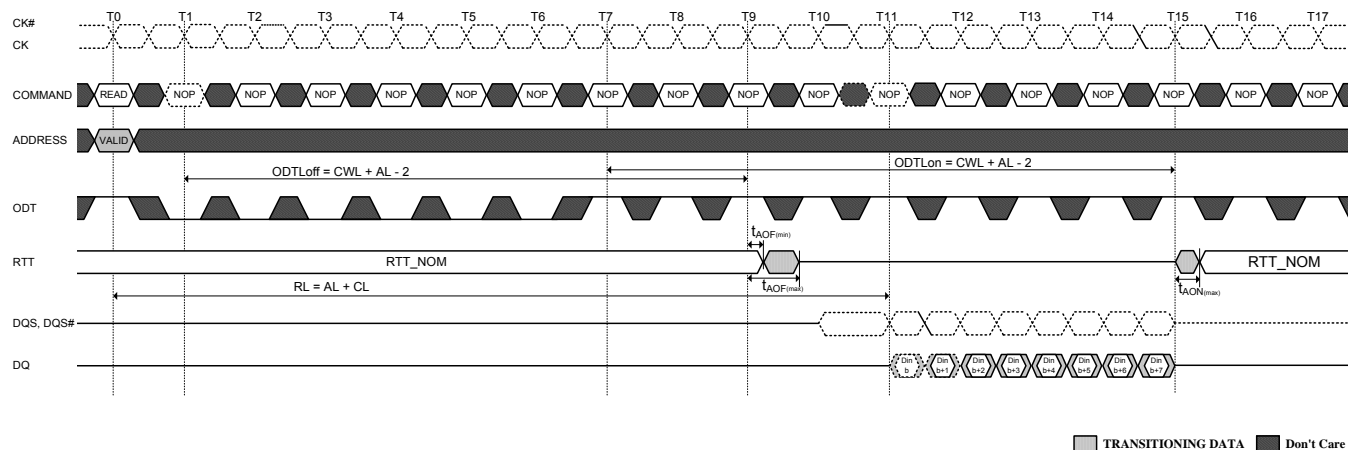 T0 T1 T2 T3 T4 T5 T6 T7 T8 T9 T10 T11 T12 T13 T14 T15 T16 T17
CK#
CK
COMMAND READ NOP NOP NOP NOP NOP NOP NOP NOP NOP NOP NOP NOP NOP NOP NOP NOP NOP
ADDRESS VALID
ODTLoff = CWL + AL - 2
ODTLon = CWL + AL - 2
ODT
tAOF(min)
RTT RTT_NOM RTT_NOM
tAOF(max)
tAON(max)
RL = AL + CL
DQS, DQS#
DQ Din b Din b+1 Din b+2 Din b+3 Din b+4 Din b+5 Din b+6 Din b+7
TRANSITIONING DATA Don't Care